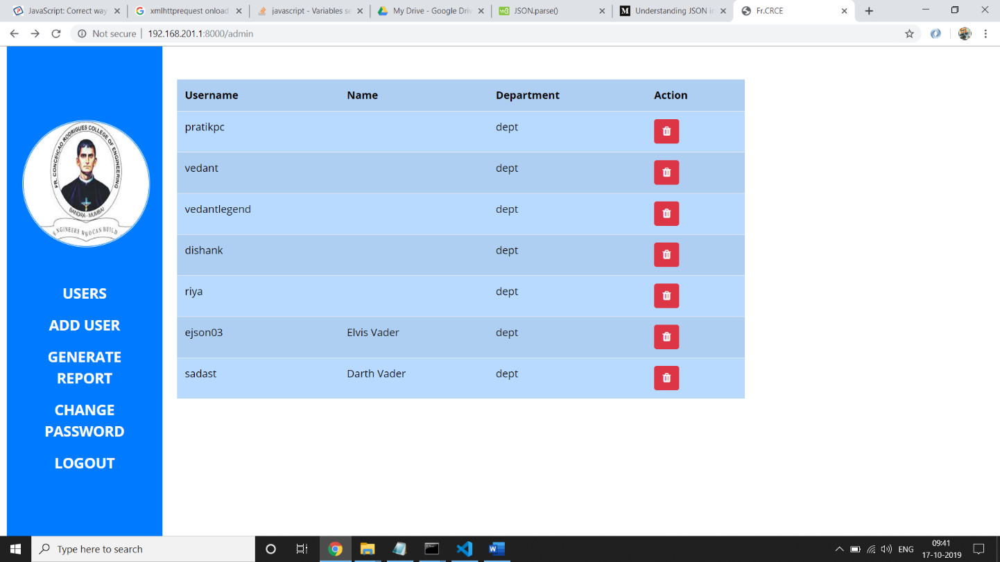 JavaScript: Correct way
xmlhttprequest onload
javascript - Variables se
My Drive - Google Driv
w3 JSON.parse()
M Understanding JSON in
Fr.CRCE
Not secure | 192.168.201.1:8000/admin
FR. CONCEICAO RODRIGUES COLLEGE OF ENGINEERING
BANDRA - MUMBAI
ENGINEERS WHO CAN BUILD
USERS
ADD USER
GENERATE
REPORT
CHANGE
PASSWORD
LOGOUT
Username Name Department Action
pratikpc dept
vedant dept
vedantlegend dept
dishank dept
riya dept
ejson03 Elvis Vader dept
sadast Darth Vader dept
Type here to search
ENG
09:41
17-10-2019